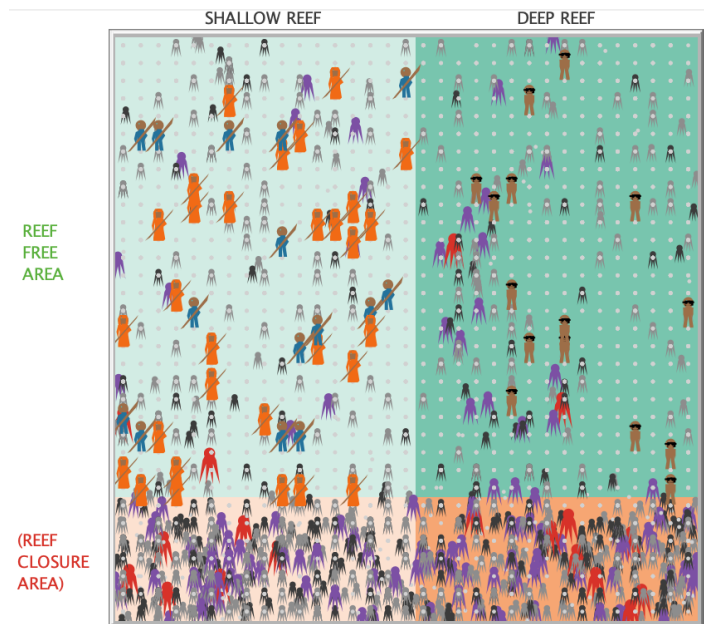 SHALLOW REEF
DEEP REEF
REEF
FREE
AREA
(REEF
CLOSURE
AREA)